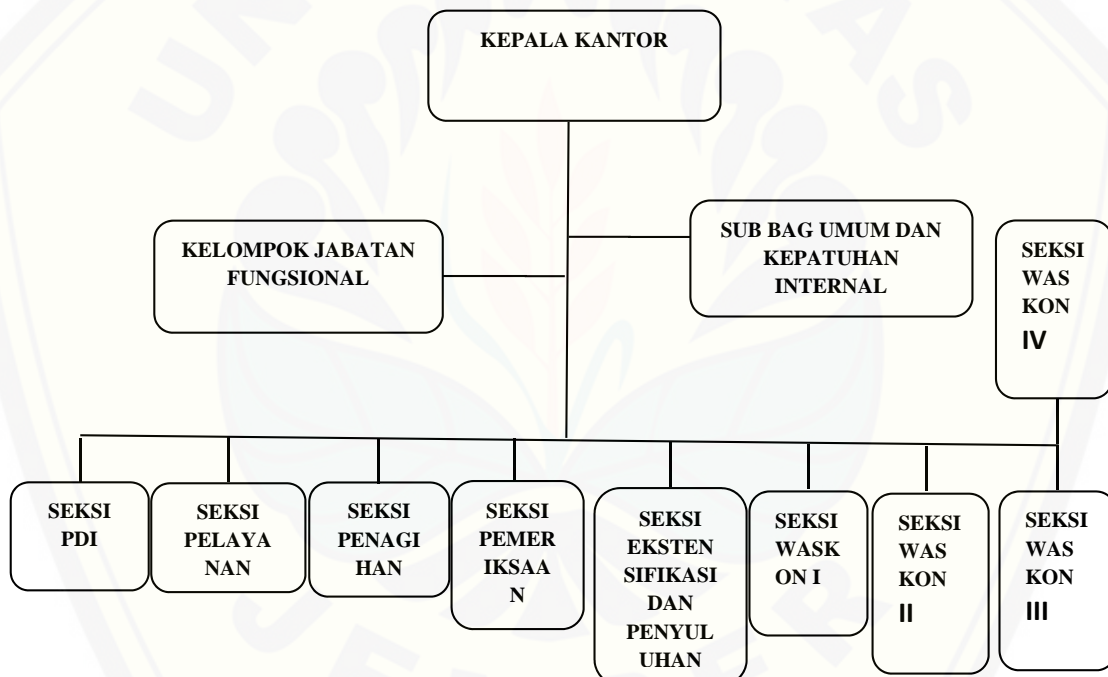 KEPALA KANTOR
KELOMPOK JABATAN
FUNGSIONAL
SUB BAG UMUM DAN
KEPATUHAN
INTERNAL
SEKSI
WAS
KON
IV
SEKSI
PDI
SEKSI
PELAYA
NAN
SEKSI
PENAGI
HAN
SEKSI
PEMER
IKSAA
N
SEKSI
EKSTEN
SIFIKASI
DAN
PENYUL
UHAN
SEKSI
WASK
ON I
SEKSI
WAS
KON
II
SEKSI
WAS
KON
III